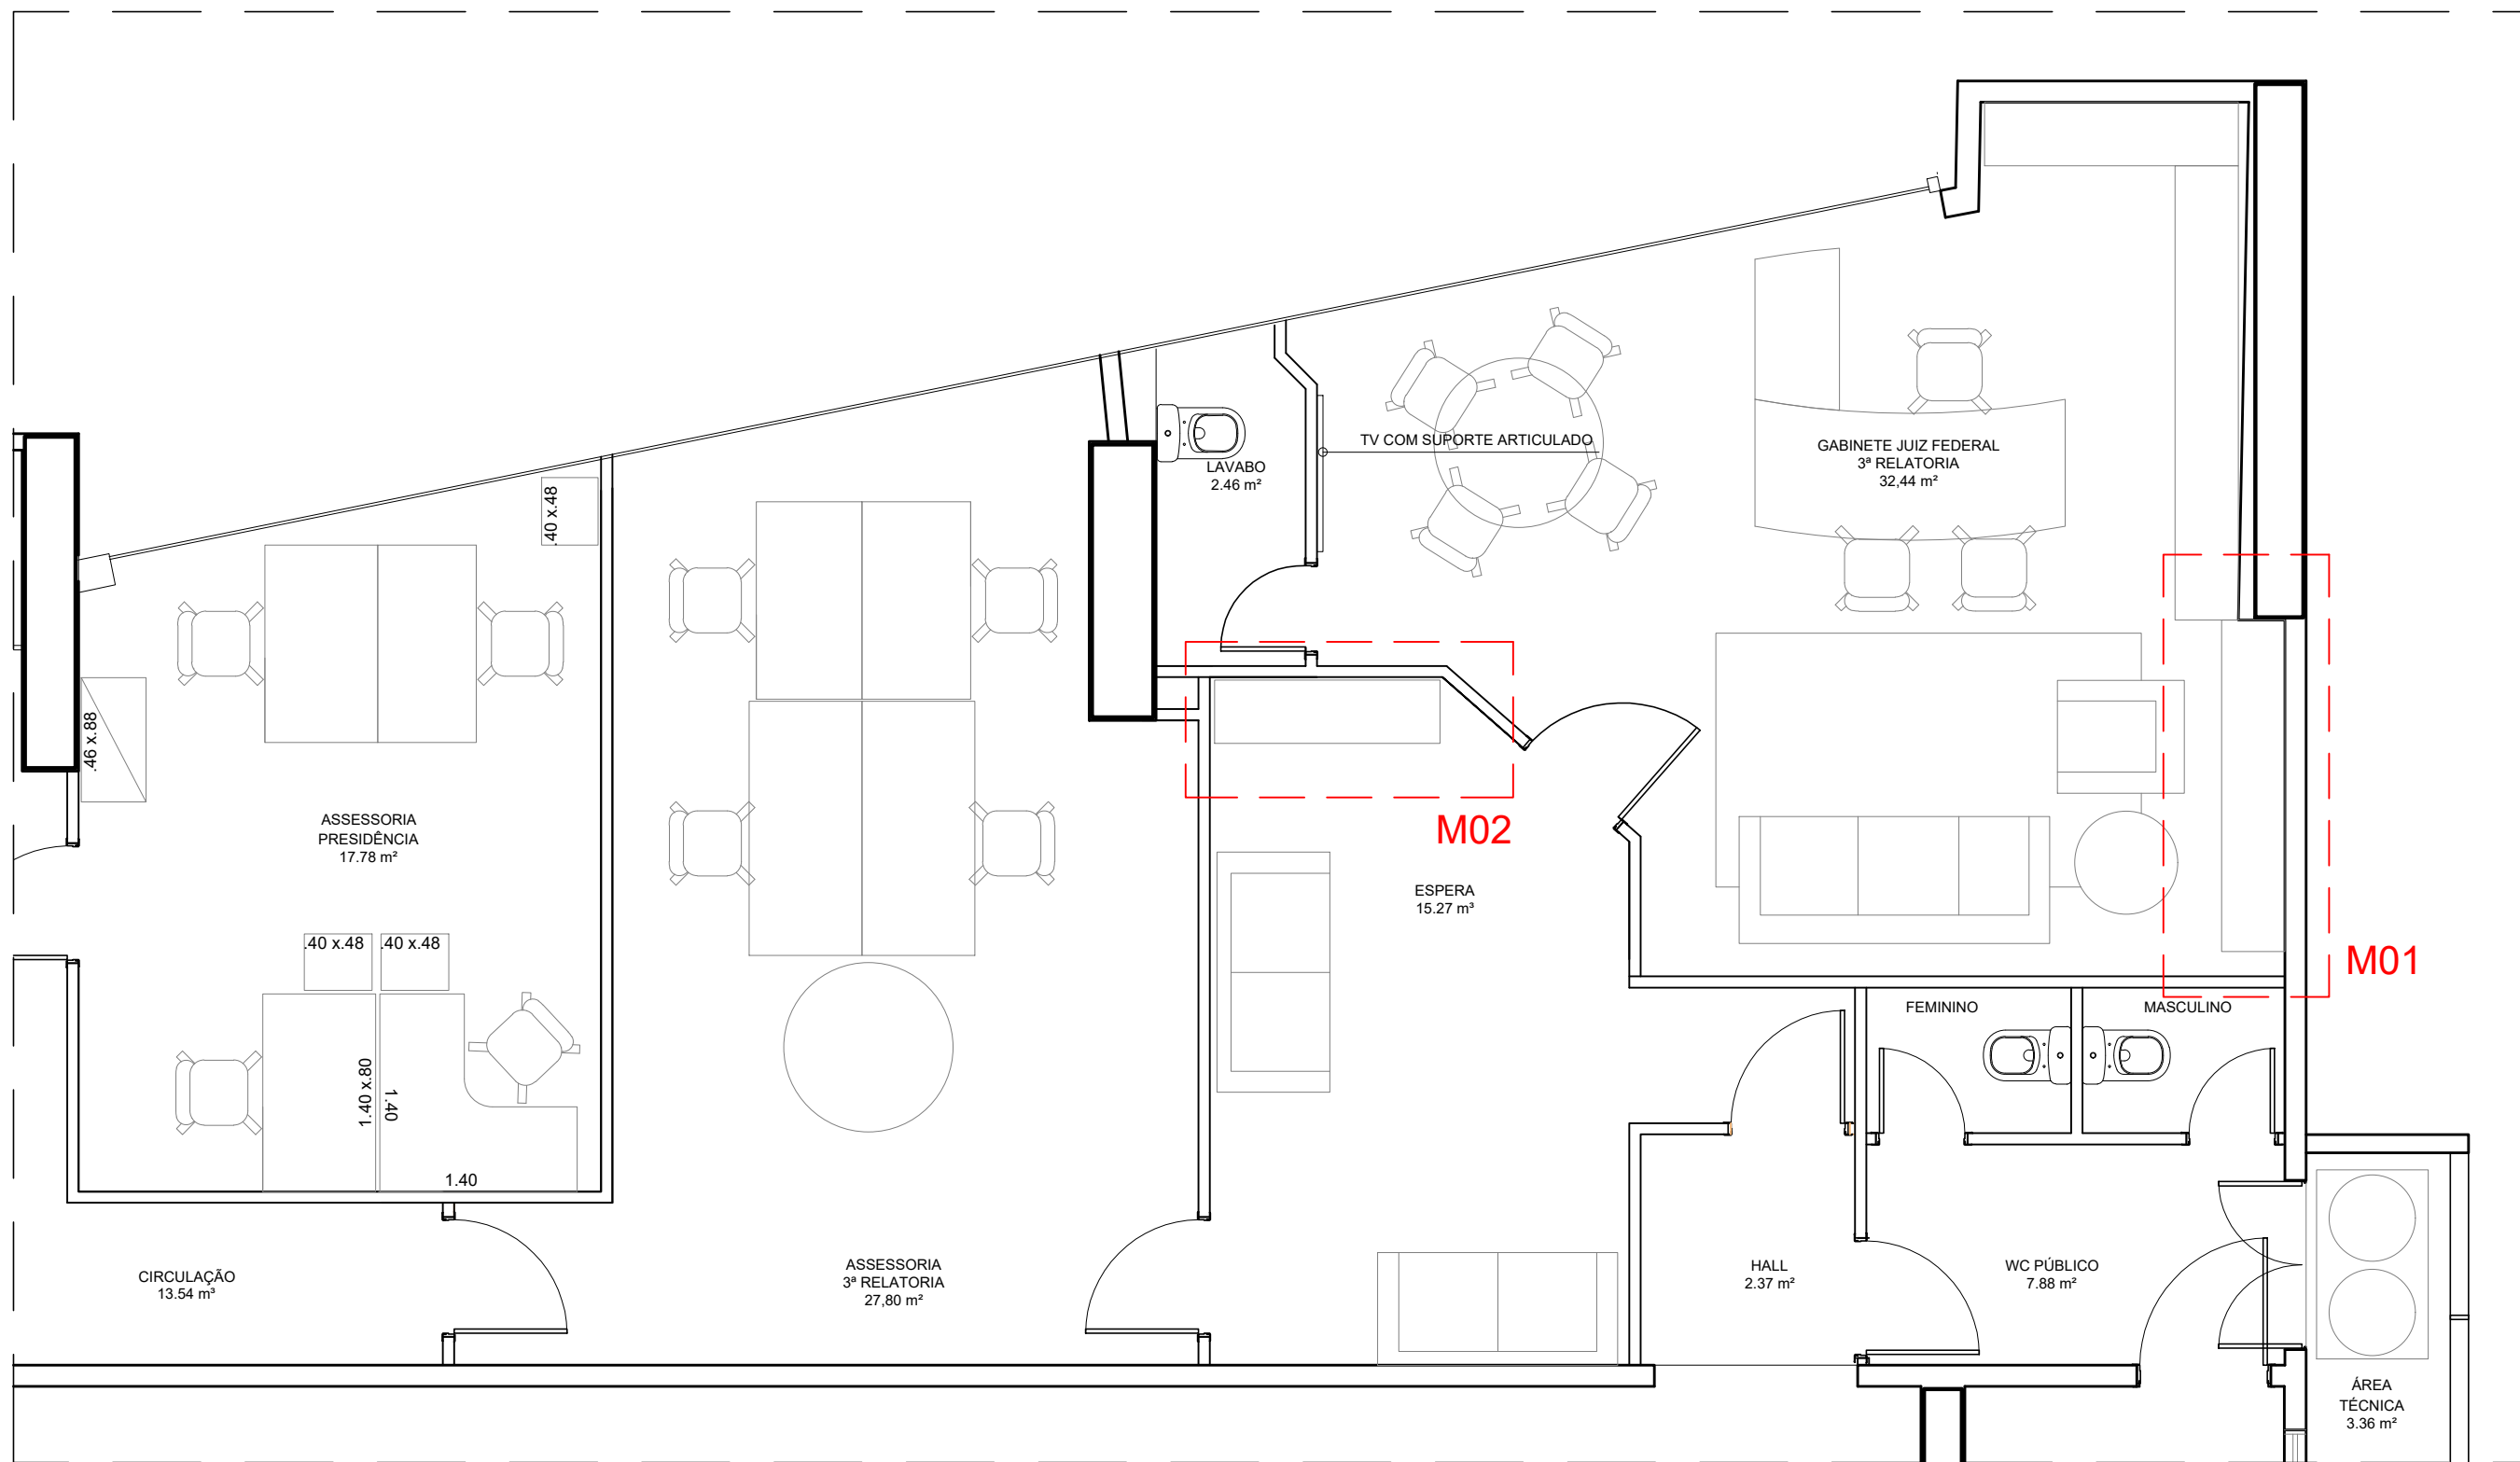 TV COM SUPORTE ARTICULADO
GABINETE JUIZ FEDERAL
3ª RELATORIA
32,44 m²
LAVABO
2.46 m²
.40 x.48
.46 x.88
ASSESSORIA
PRESIDÊNCIA
17.78 m²
M02
ESPERA
15.27 m³
M01
.40 x.48
.40 x.48
FEMININO
MASCULINO
1.40 x.80
1.40
1.40
CIRCULAÇÃO
13.54 m³
ASSESSORIA
3ª RELATORIA
27,80 m²
HALL
2.37 m²
WC PÚBLICO
7.88 m²
ÁREA
TÉCNICA
3.36 m²